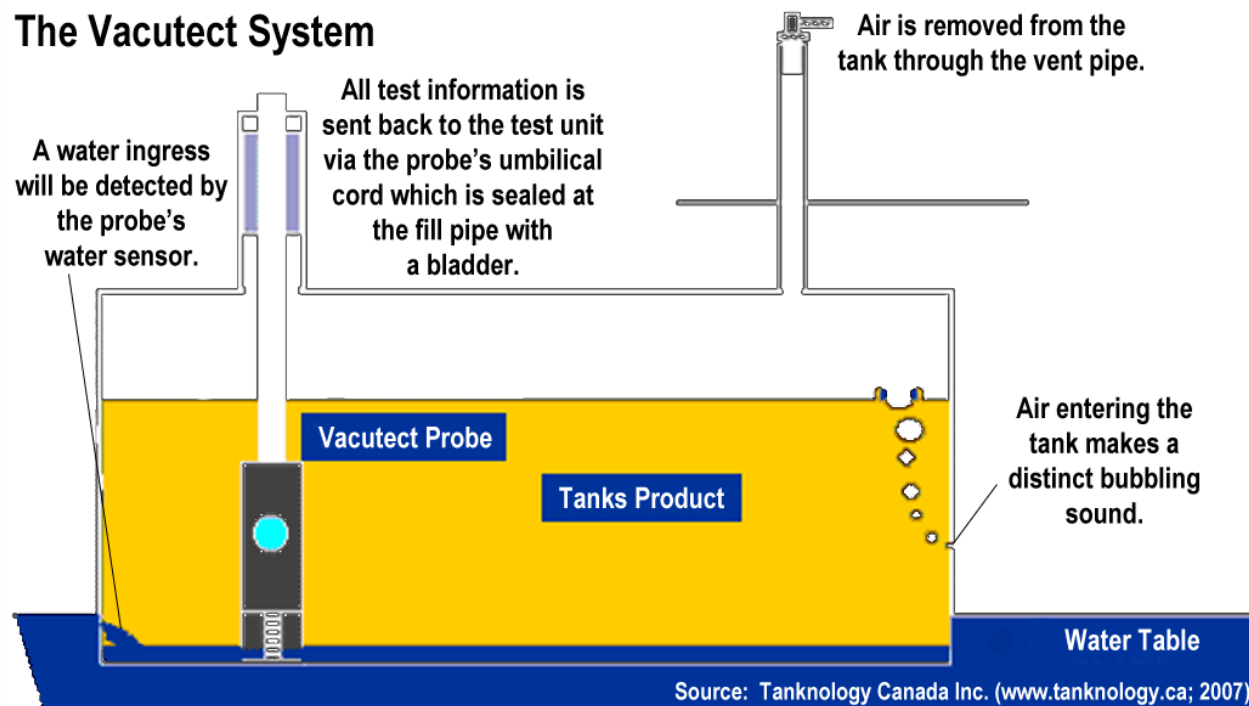 The Vacutect System
Air is removed from the
tank through the vent pipe.
All test information is
sent back to the test unit
via the probe's umbilical
cord which is sealed at
the fill pipe with
a bladder.
A water ingress
will be detected by
the probe's
water sensor.
Vacutect Probe
Tanks Product
Air entering the
tank makes a
distinct bubbling
sound.
Water Table
Source: Tanknology Canada Inc. (www.tanknology.ca; 2007)